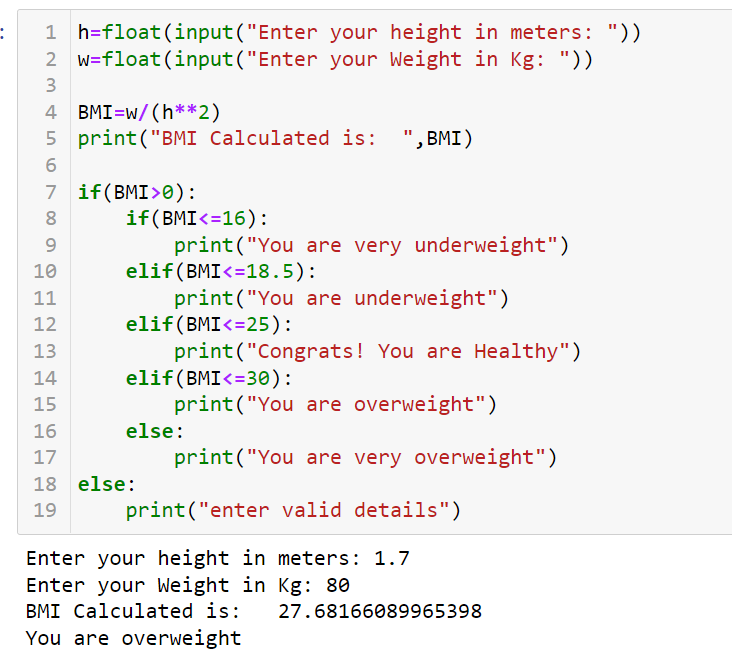 :
1 h=float(input("Enter your height in meters: "))
2 w=float(input("Enter your Weight in Kg: "))
3
4 BMI=w/(h**2)
5 print("BMI Calculated is:  ",BMI)
6
7 if(BMI>0):
8     if(BMI<=16):
9         print("You are very underweight")
10     elif(BMI<=18.5):
11         print("You are underweight")
12     elif(BMI<=25):
13         print("Congrats! You are Healthy")
14     elif(BMI<=30):
15         print("You are overweight")
16     else:
17         print("You are very overweight")
18 else:
19     print("enter valid details")
Enter your height in meters: 1.7
Enter your Weight in Kg: 80
BMI Calculated is:   27.68166089965398
You are overweight